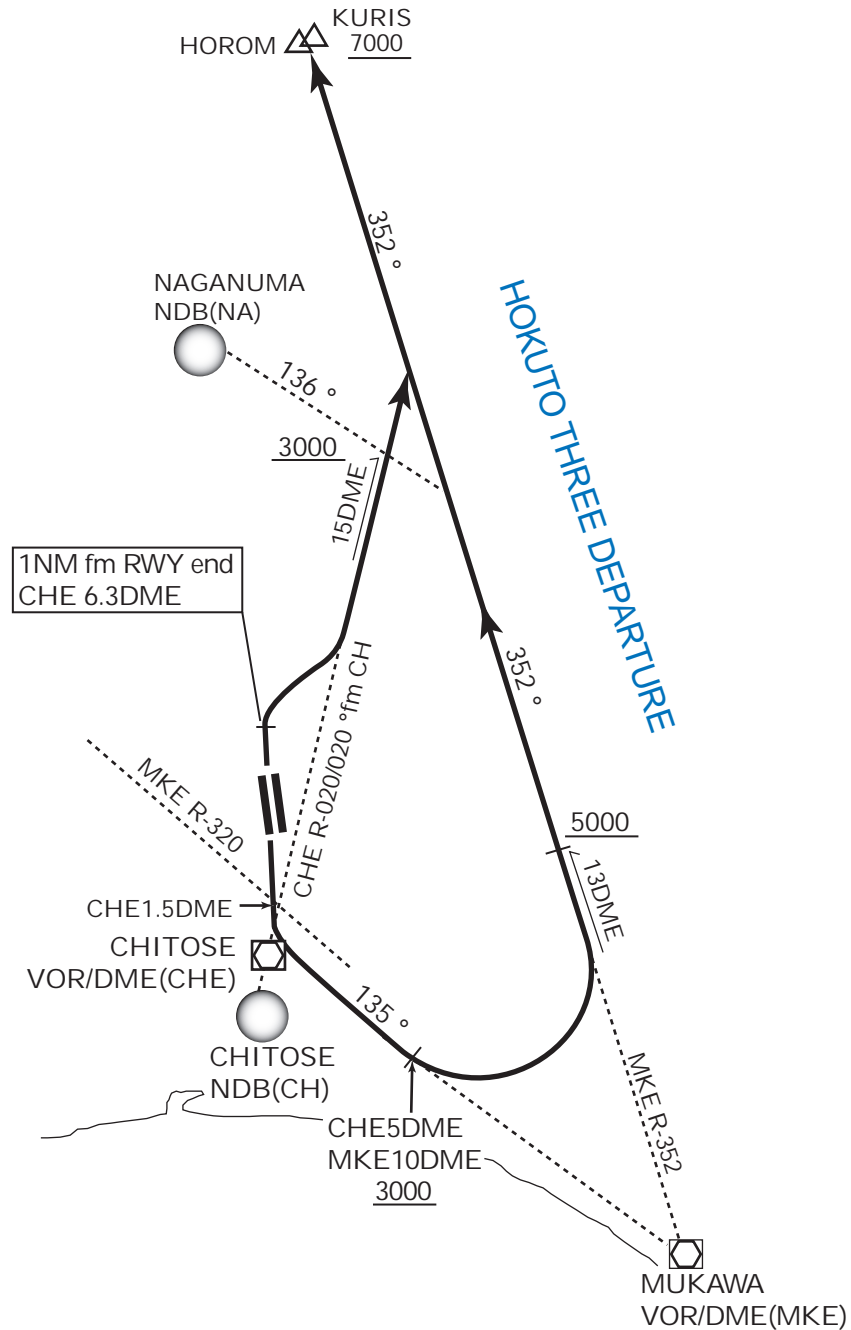 KURIS
HOROM
7000
352 °
NAGANUMA
NDB(NA)
136 °
HOKUTO THREE DEPARTURE
3000
15DME
1NM fm RWY end
CHE 6.3DME
352 °
CHE R-020/020 °fm CH
MKE R-320
5000
13DME
CHE1.5DME
CHITOSE
VOR/DME(CHE)
135 °
CHITOSE
NDB(CH)
MKE R-352
CHE5DME
MKE10DME
3000
MUKAWA
VOR/DME(MKE)